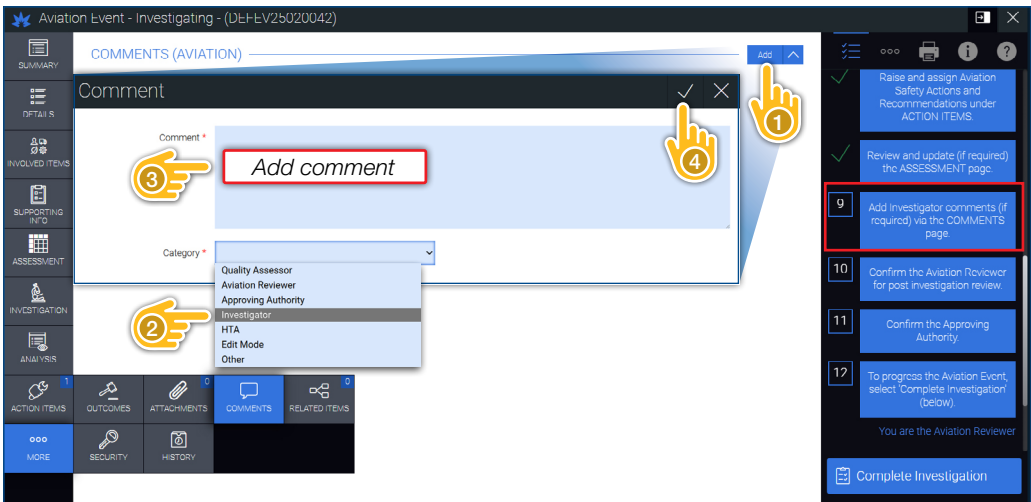 Aviation Event - Investigating - (DEFEV25020042)
SUMMARY
DETAILS
INVOLVED ITEMS
SUPPORTING
INFO
ASSESSMENT
INVESTIGATION
ANALYSIS
ACTION ITEMS
1
OUTCOMES
ATTACHMENTS
0
COMMENTS
RELATED ITEMS
0
MORE
SECURITY
HISTORY
COMMENTS (AVIATION)
Add
1
Comment
4
Comment *
3
Add comment
Category *
Quality Assessor
Aviation Reviewer
Approving Authority
Investigator
HTA
Edit Mode
Other
2
Raise and assign Aviation
Safety Actions and
Recommendations under
ACTION ITEMS.
Review and update (if required)
the ASSESSMENT page.
9
Add Investigator comments (if
required) via the COMMENTS
page.
10
Confirm the Aviation Reviewer
for post investigation review.
11
Confirm the Approving
Authority.
12
To progress the Aviation Event,
select 'Complete Investigation'
(below).
You are the Aviation Reviewer
Complete Investigation